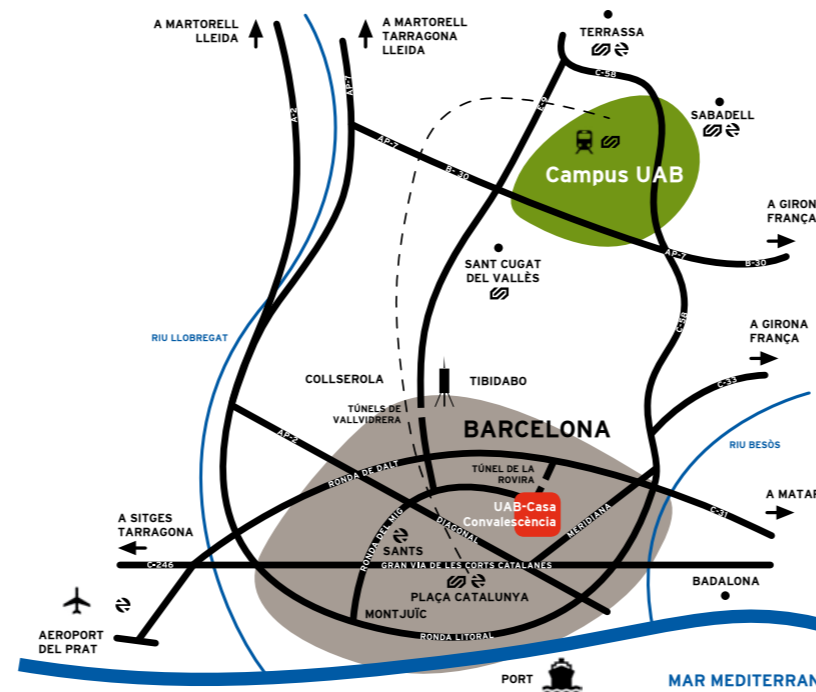 A MARTORELL
LLEIDA
A MARTORELL
TARRAGONA
LLEIDA
TERRASSA
C-58
E-9
A-2
AP-7
SABADELL
AP-7
B-30
Campus UAB
A GIRONA
FRANÇA
AP-7
B-30
SANT CUGAT
DEL VALLÈS
RIU LLOBREGAT
C-58
A GIRONA
FRANÇA
COLLSEROLA
TIBIDABO
C-33
TÚNELS DE
VALLVIDRERA
BARCELONA
RIU BESÒS
AP-2
RONDA DE DALT
TÚNEL DE LA
ROVIRA
A MATAR
UAB-Casa
Convalescència
C-31
A SITGES
TARRAGONA
RONDA DEL MIG
DIAGONAL
MERIDIANA
SANTS
C-246
GRAN VIA DE LES CORTS CATALANES
PLAÇA CATALUNYA
BADALONA
MONTJUÏC
AEROPORT
DEL PRAT
RONDA LITORAL
PORT
MAR MEDITERRAN